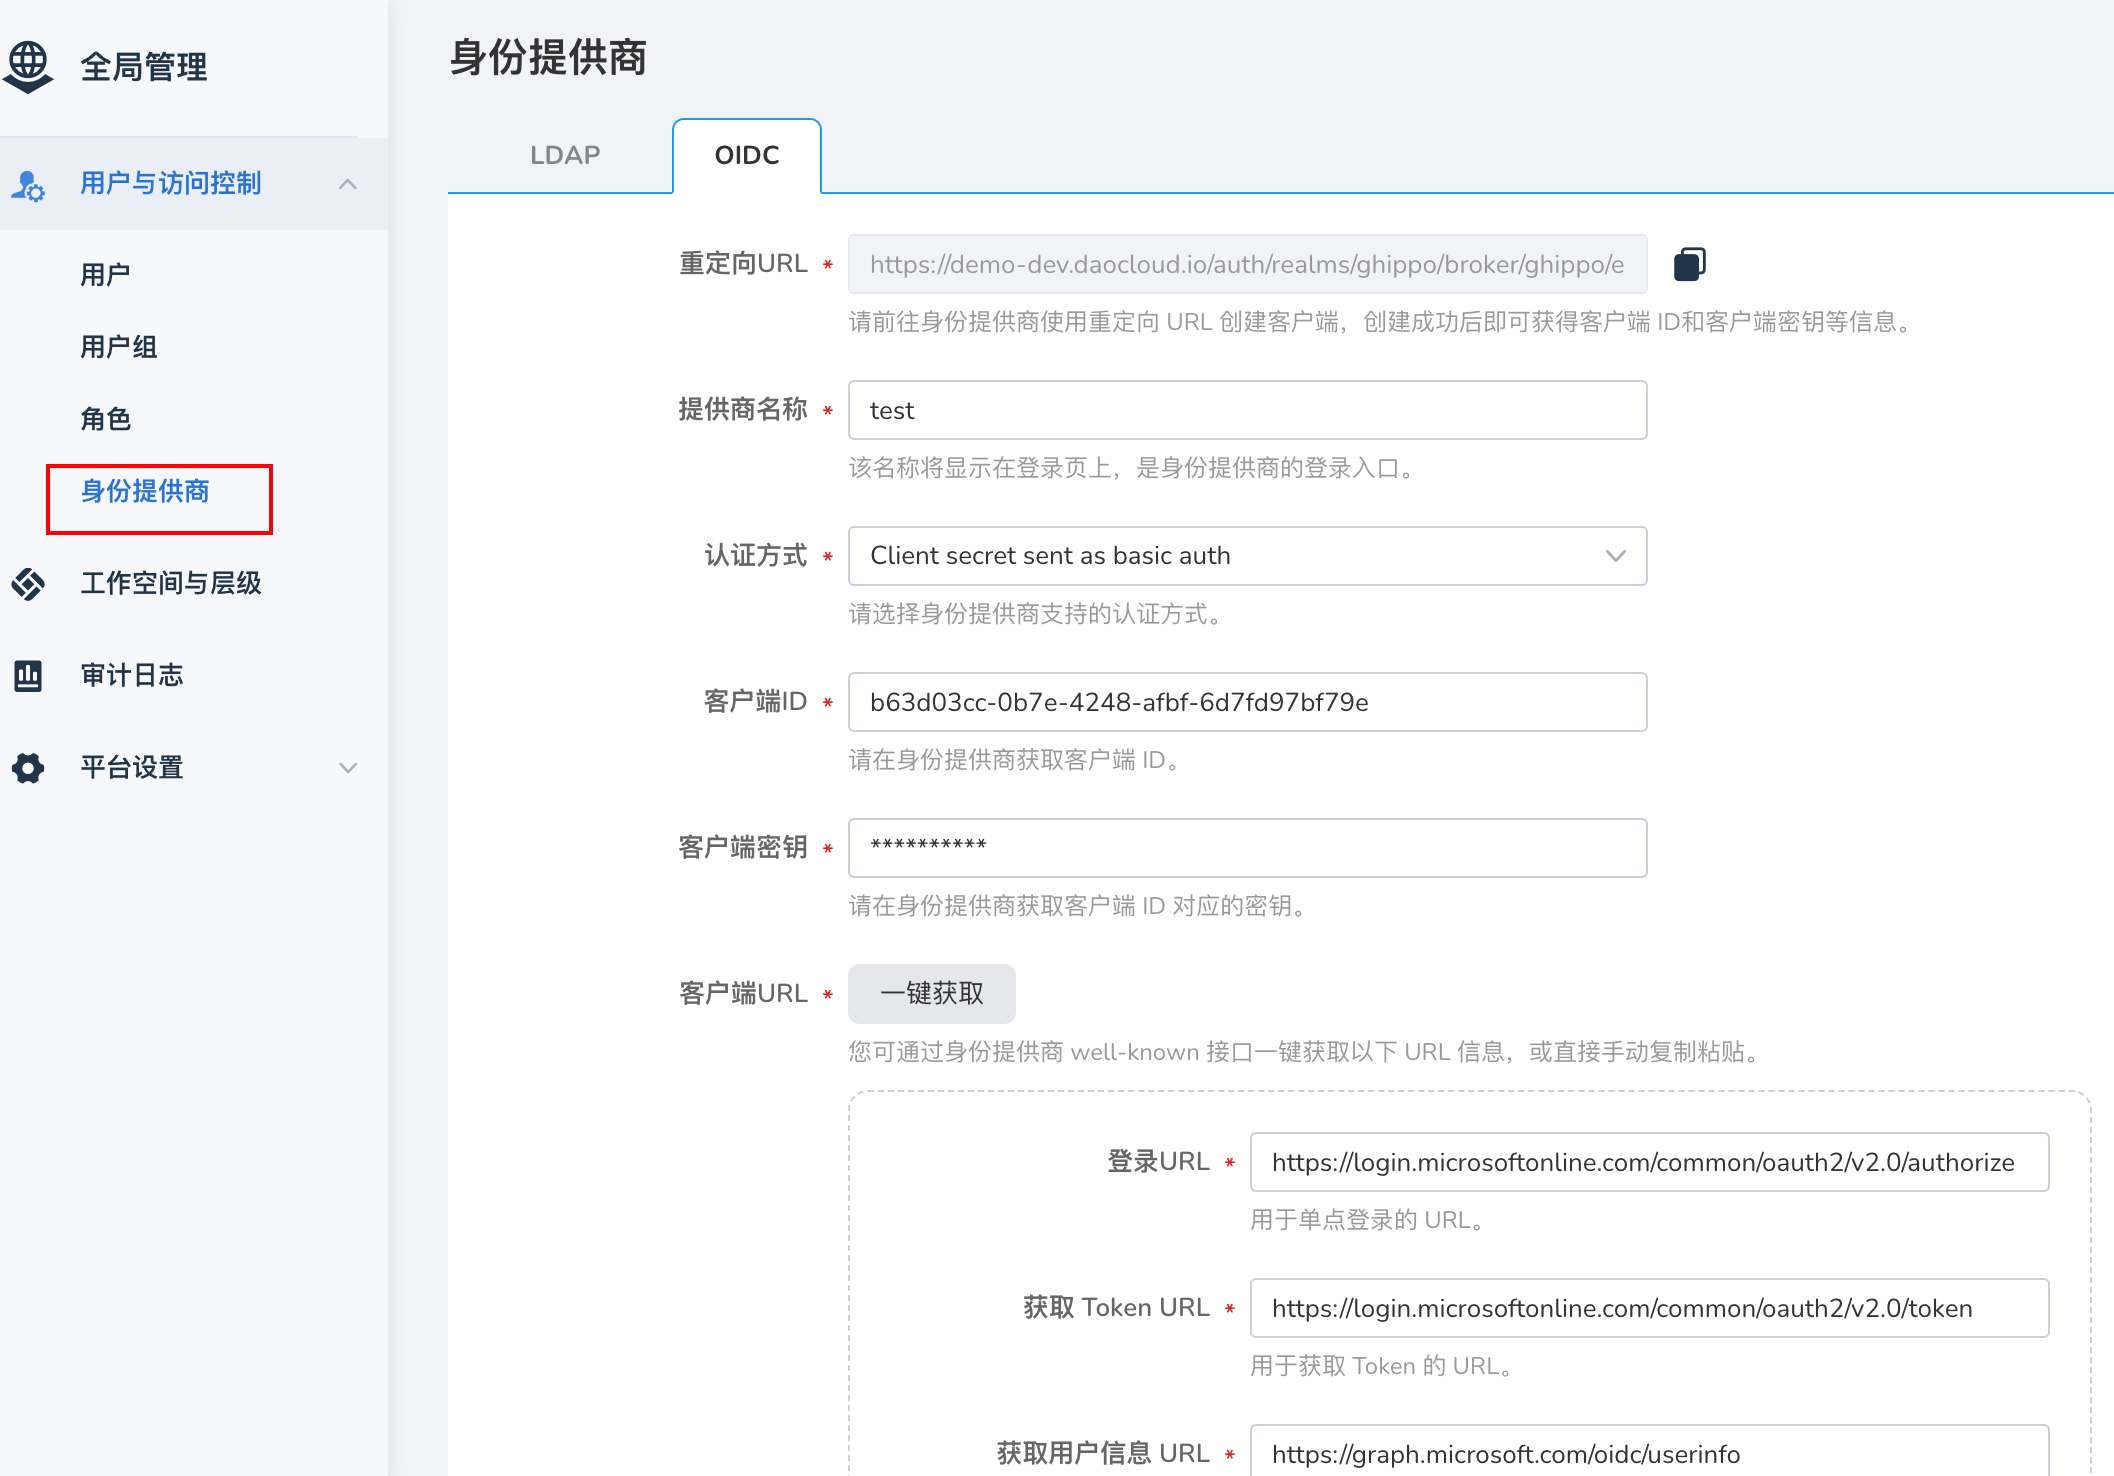 全局管理
用户与访问控制
用户
用户组
角色
身份提供商
工作空间与层级
审计日志
平台设置
身份提供商
LDAP
OIDC
重定向URL *
https://demo-dev.daocloud.io/auth/realms/ghippo/broker/ghippo/e
请前往身份提供商使用重定向 URL 创建客户端，创建成功后即可获得客户端 ID和客户端密钥等信息。
提供商名称 *
test
该名称将显示在登录页上，是身份提供商的登录入口。
认证方式 *
Client secret sent as basic auth
请选择身份提供商支持的认证方式。
客户端ID *
b63d03cc-0b7e-4248-afbf-6d7fd97bf79e
请在身份提供商获取客户端 ID。
客户端密钥 *
**********
请在身份提供商获取客户端 ID 对应的密钥。
客户端URL *
一键获取
您可通过身份提供商 well-known 接口一键获取以下 URL 信息，或直接手动复制粘贴。
登录URL *
https://login.microsoftonline.com/common/oauth2/v2.0/authorize
用于单点登录的 URL。
获取 Token URL *
https://login.microsoftonline.com/common/oauth2/v2.0/token
用于获取 Token 的 URL。
获取用户信息 URL *
https://graph.microsoft.com/oidc/userinfo